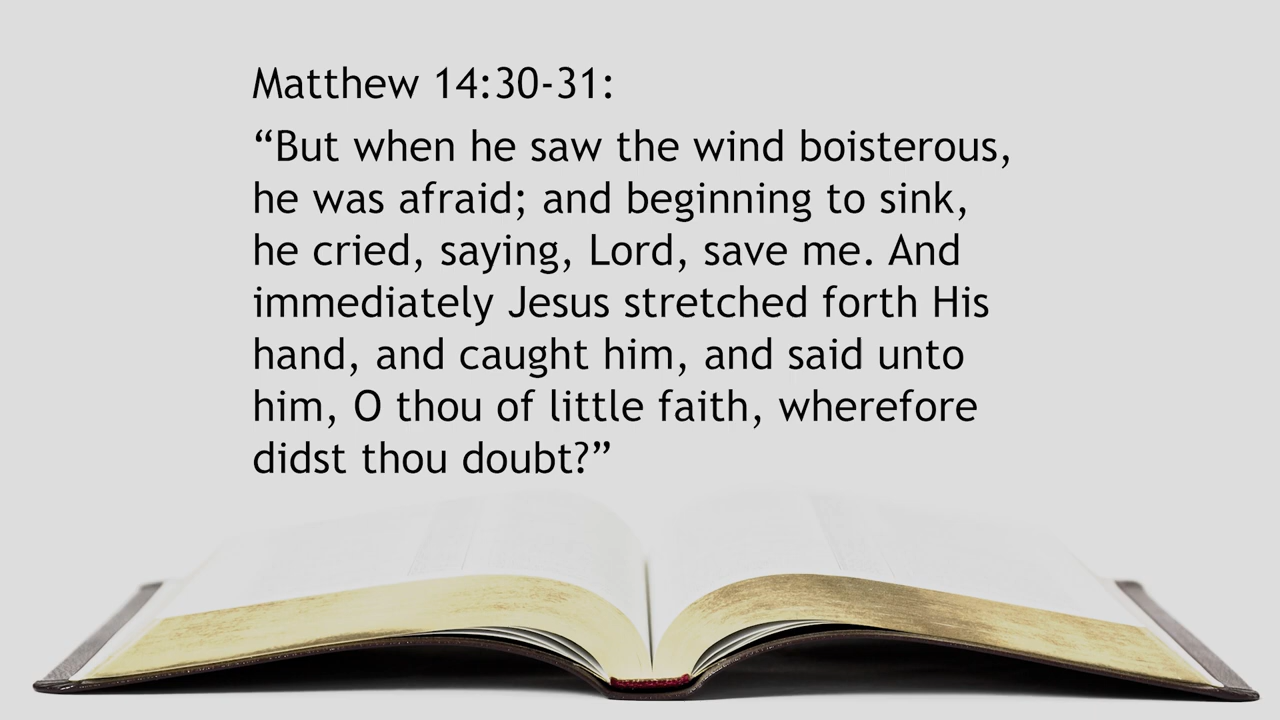 Matthew 14:30-31:
“But when he saw the wind boisterous,
he was afraid; and beginning to sink,
he cried, saying, Lord, save me. And
immediately Jesus stretched forth His
hand, and caught him, and said unto
him, O thou of little faith, wherefore
didst thou doubt?”